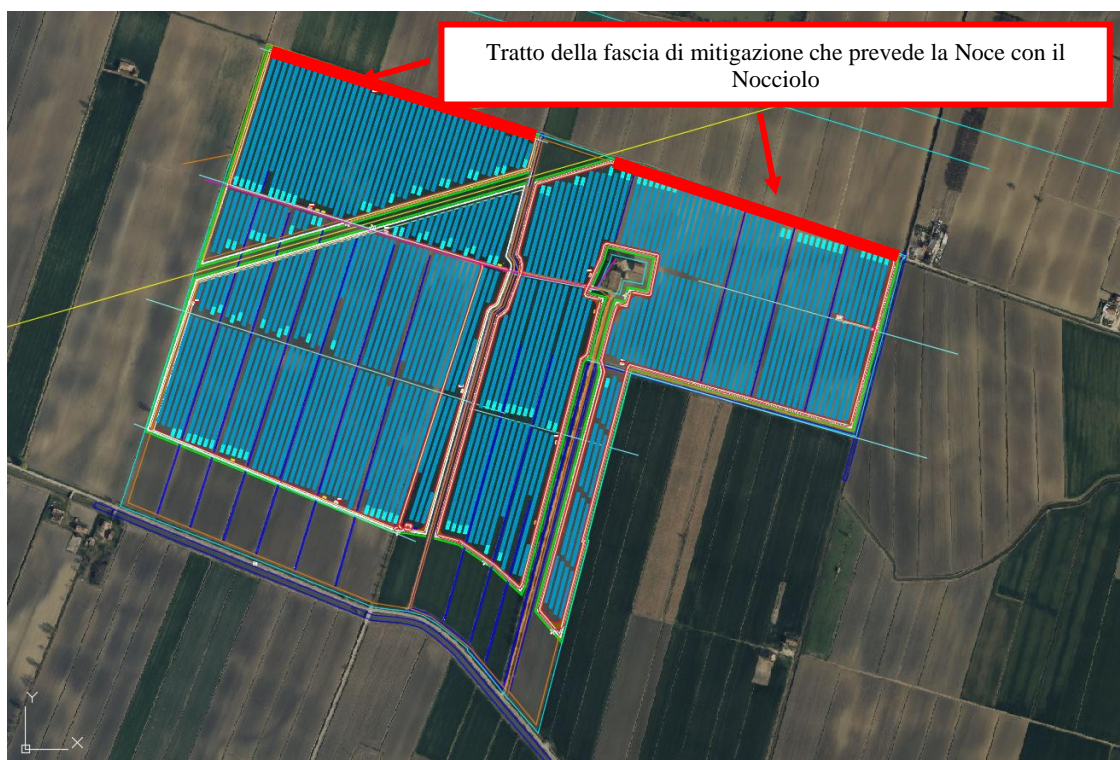 Tratto della fascia di mitigazione che prevede la Noce con il
Nocciolo
Y
X